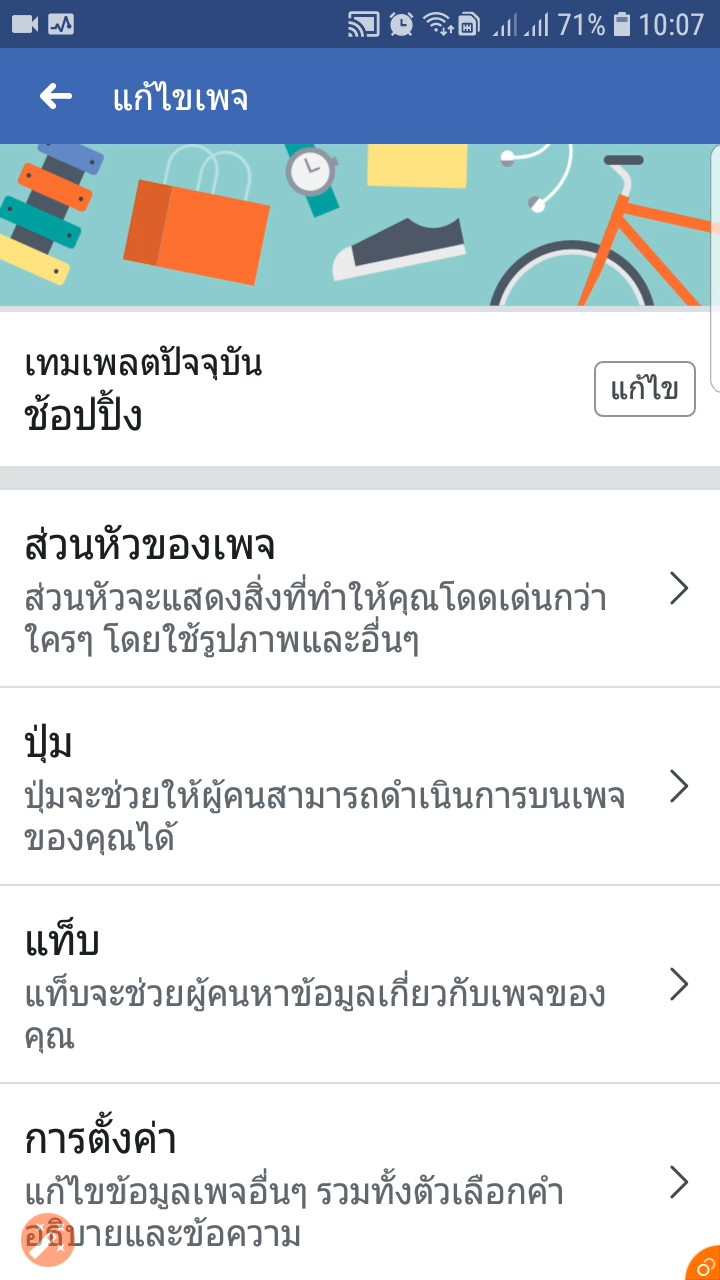 71% 10:07
แก้ไขเพจ
เทมเพลตปัจจุบัน
ช้อปปิ้ง
แก้ไข
ส่วนหัวของเพจ
ส่วนหัวจะแสดงสิ่งที่ทำให้คุณโดดเด่นกว่า
ใครๆ โดยใช้รูปภาพและอื่นๆ
ปุ่ม
ปุ่มจะช่วยให้ผู้คนสามารถดำเนินการบนเพจ
ของคุณได้
แท็บ
แท็บจะช่วยผู้คนหาข้อมูลเกี่ยวกับเพจของ
คุณ
การตั้งค่า
แก้ไขข้อมูลเพจอื่นๆ รวมทั้งตัวเลือกคำ
อธิบายและข้อความ